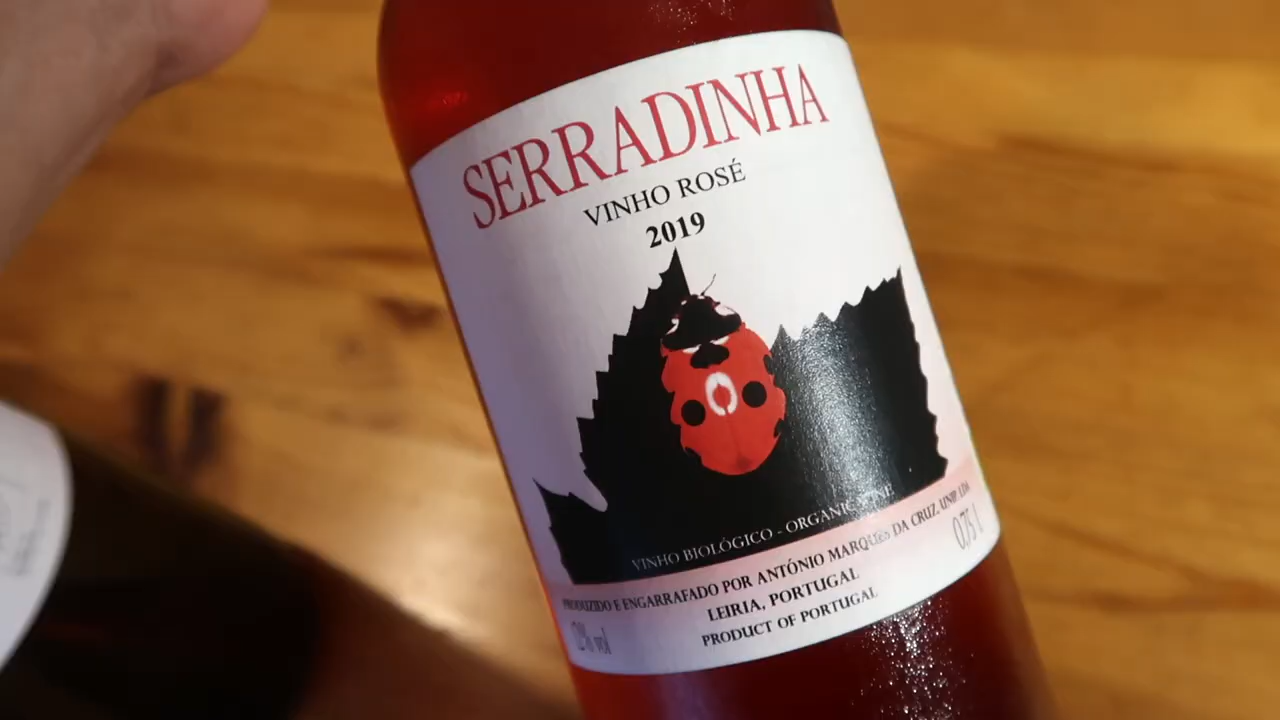 SERRADINHA
VINHO ROSÉ
2019
VINHO BIOLÓGICO - ORGANIC WINE
PRODUZIDO E ENGARRAFADO POR ANTÓNIO MARQUES DA CRUZ, UNIP. LDA
LEIRIA, PORTUGAL
PRODUCT OF PORTUGAL
12% vol
0,75 l